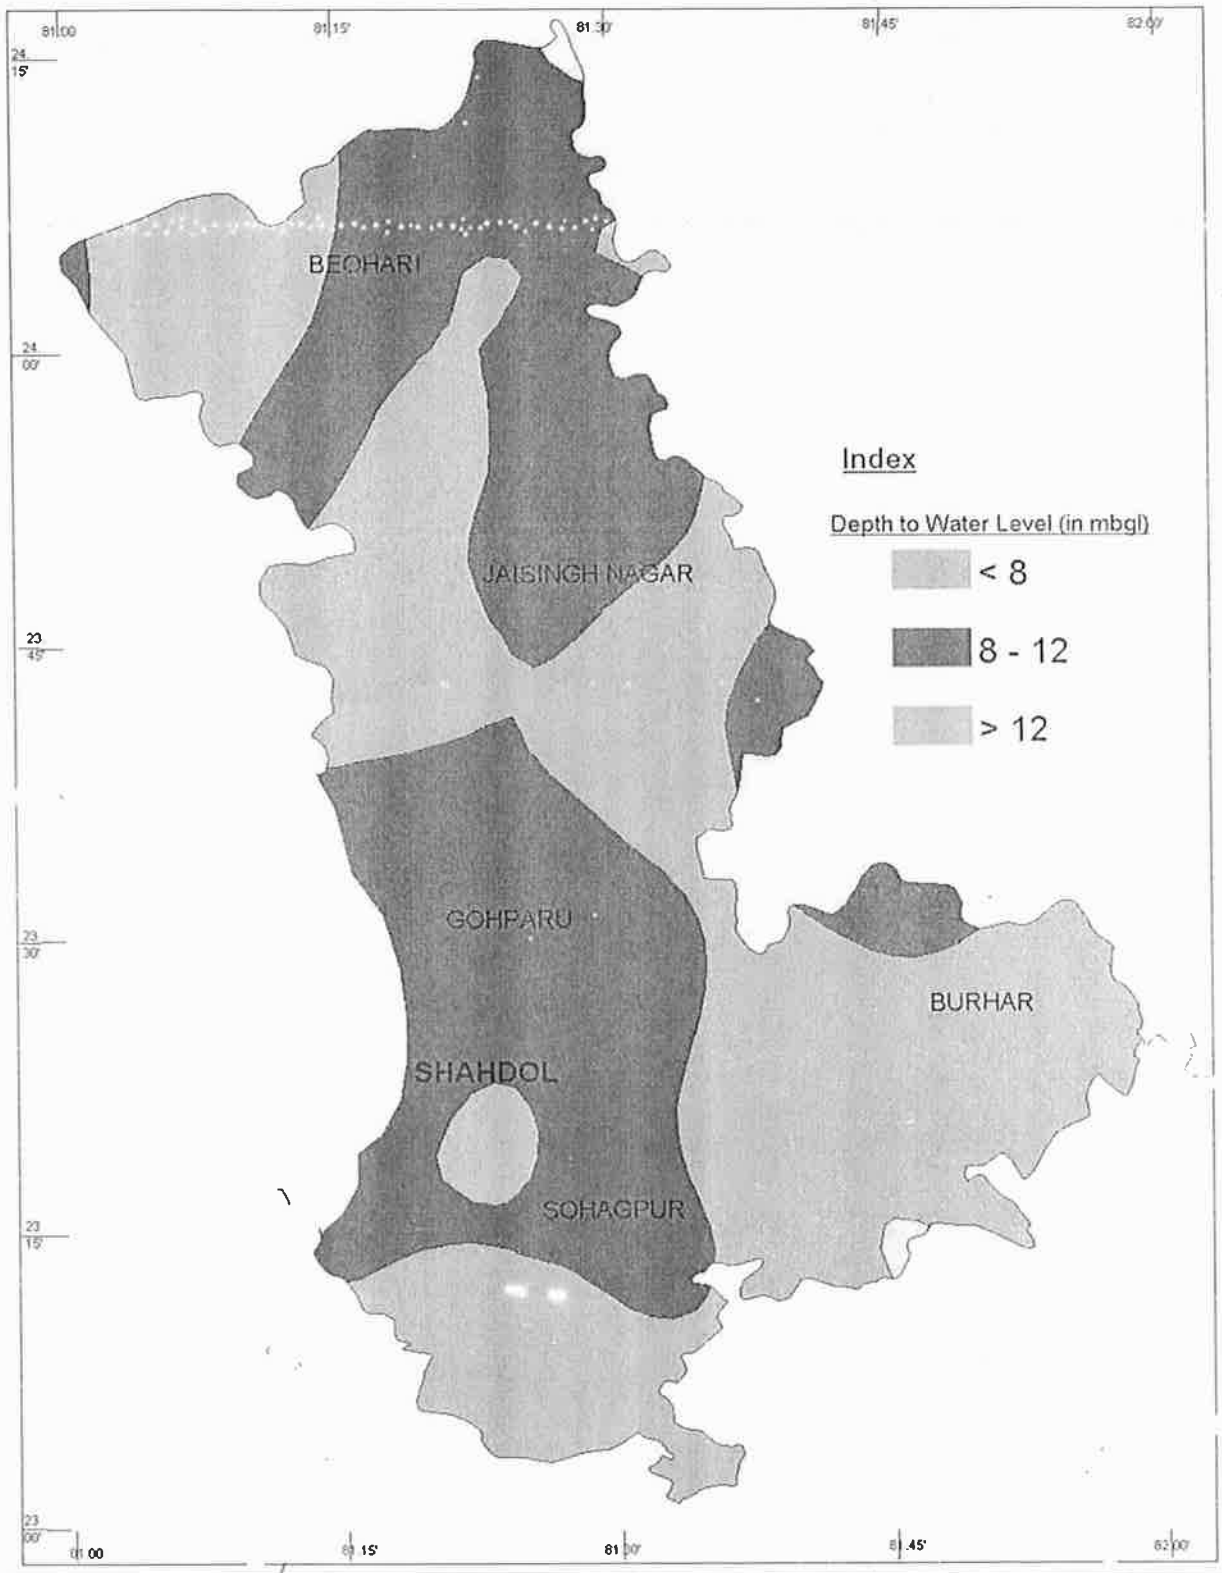 81.00 81.15' 81.30' 81.45' 82.00'
24
15'
BEOHARI
24
00'
Index
Depth to Water Level (in mbgl)
< 8
JAISINGH NAGAR
23
45'
8 - 12
> 12
GOHPARU
23
30'
BURHAR
SHAHDOL
SOHAGPUR
23
15'
23
00'
81.00 81.15' 81.30' 81.45' 82.00'